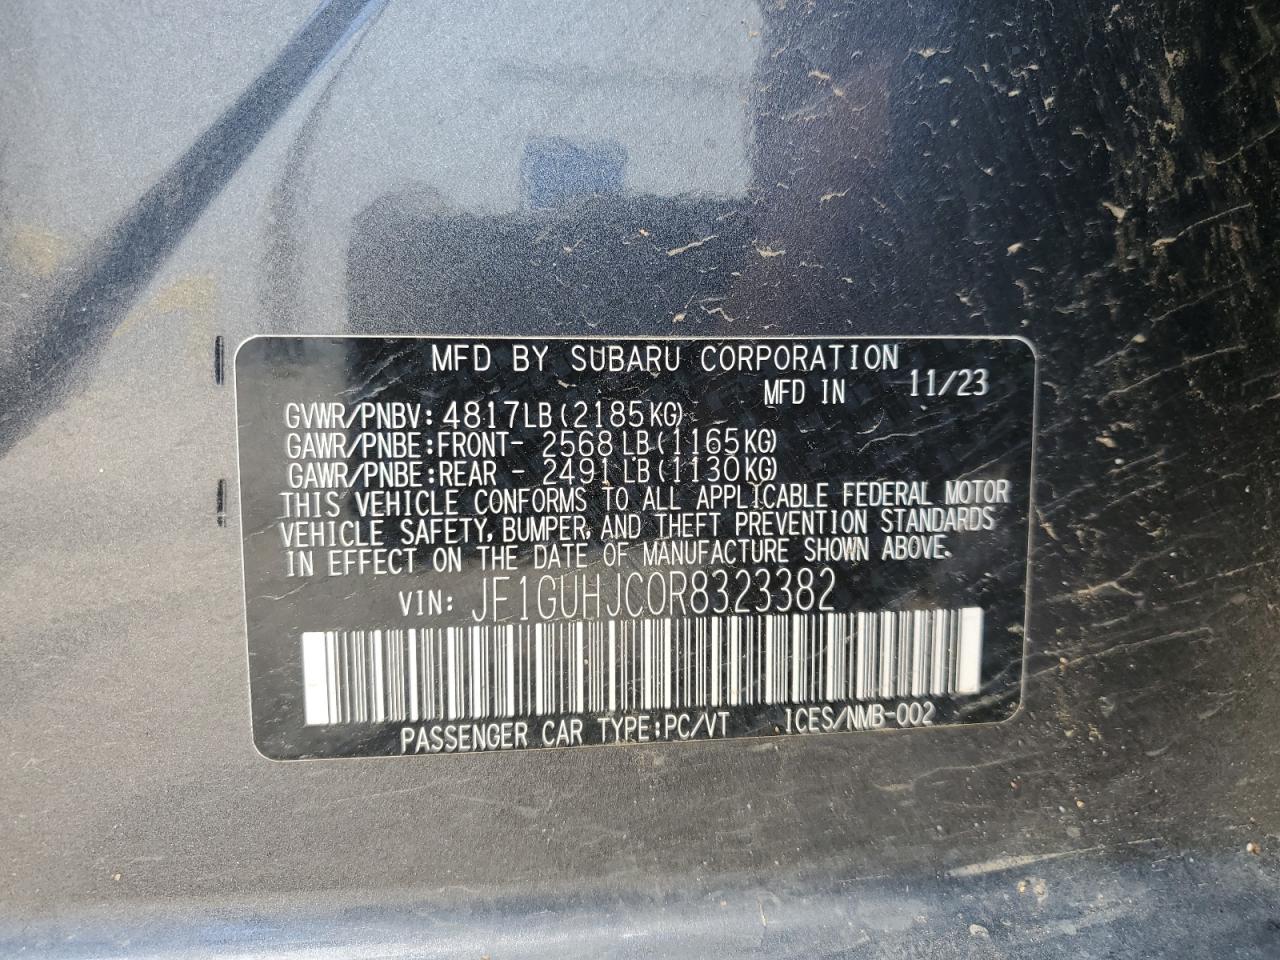 MFD BY SUBARU CORPORATION
MFD IN 11/23
GVWR/PNBV: 4817LB (2185KG)
GAWR/PNBE: FRONT- 2568 LB (1165KG)
GAWR/PNBE: REAR - 2491 LB (1130KG)
THIS VEHICLE CONFORMS TO ALL APPLICABLE FEDERAL MOTOR
VEHICLE SAFETY, BUMPER, AND THEFT PREVENTION STANDARDS
IN EFFECT ON THE DATE OF MANUFACTURE SHOWN ABOVE.
VIN: JF1GUHJC0R8323382
PASSENGER CAR TYPE: PC/VT ICES/NMB-002